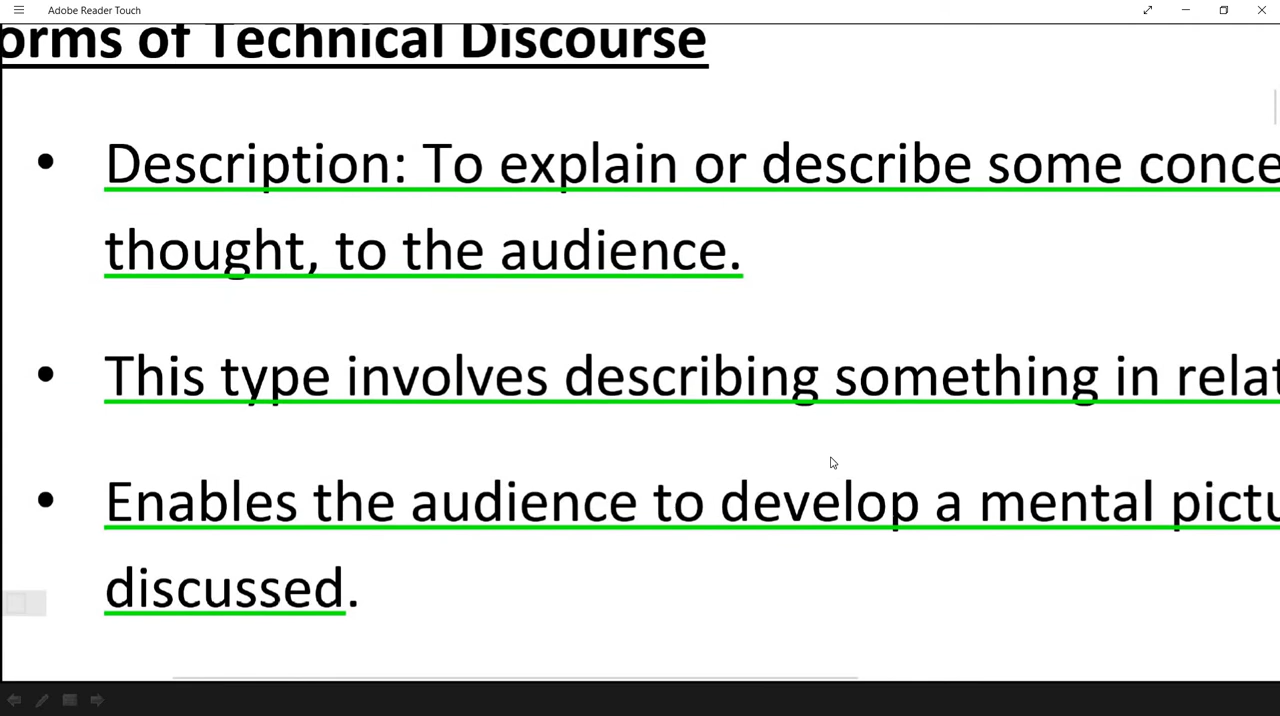 Adobe Reader Touch
orms of Technical Discourse
• Description: To explain or describe some conce
thought, to the audience.
• This type involves describing something in relat
• Enables the audience to develop a mental pictu
discussed.